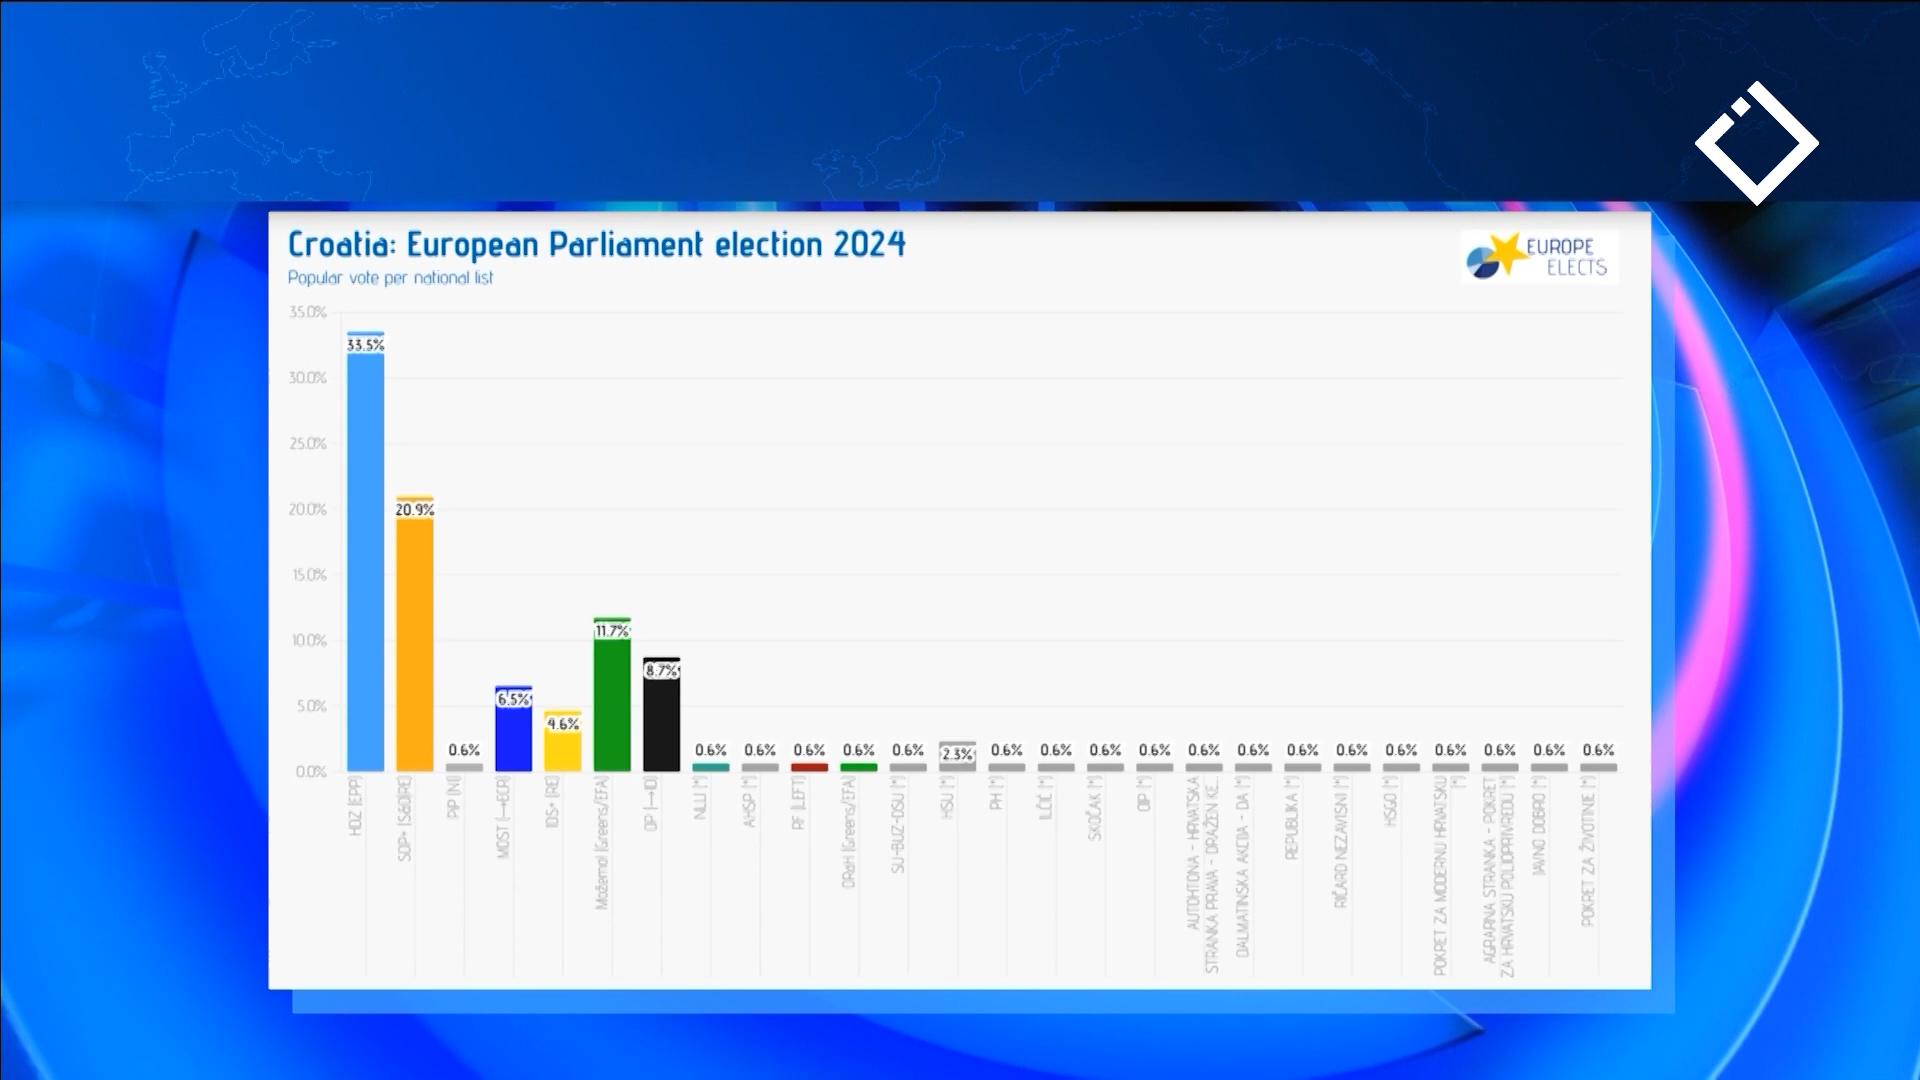 Croatia: European Parliament election 2024
Popular vote per national list
EUROPE
ELECTS
35.0%
30.0%
25.0%
20.0%
15.0%
10.0%
5.0%
0.0%
33.5%
20.9%
0.6%
6.5%
4.6%
11.7%
8.7%
0.6%
0.6%
0.6%
0.6%
0.6%
2.3%
0.6%
0.6%
0.6%
0.6%
0.6%
0.6%
0.6%
0.6%
0.6%
0.6%
0.6%
0.6%
0.6%
HDZ (EPP)
SDP+ (S&D|RE)
PiP (NI)
MOST (→ECR)
IDS+ (RE)
Možemo! (Greens/EFA)
DP (→ID)
NLLI (*)
AHSP (*)
RF (LEFT)
ORaH (Greens/EFA)
SU-BUZ-DSU (*)
HSU (*)
PH (*)
ILČIĆ (*)
SKOČAK (*)
OIP (*)
AUTOHTONA - HRVATSKA
STRANKA PRAVA - DRAŽEN KE...
DALMATINSKA AKCIJA - DA (*)
REPUBLIKA (*)
RIČARD NEZAVISNI (*)
HSGO (*)
POKRET ZA MODERNU HRVATSKU
(*)
AGRARNA STRANKA - POKRET
ZA HRVATSKU POLJOPRIVREDU (*)
JAVNO DOBRO (*)
POKRET ZA ŽIVOTINJE (*)